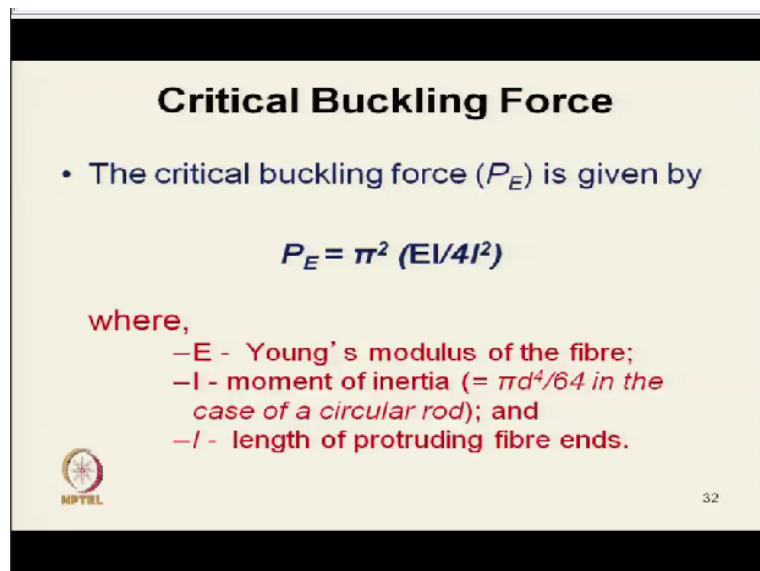 Critical Buckling Force
• The critical buckling force (P_E) is given by
P_E = π² (EI/4l²)
where,
–E - Young's modulus of the fibre;
–I - moment of inertia (= πd⁴/64 in the
case of a circular rod); and
–l - length of protruding fibre ends.
NPTEL
32